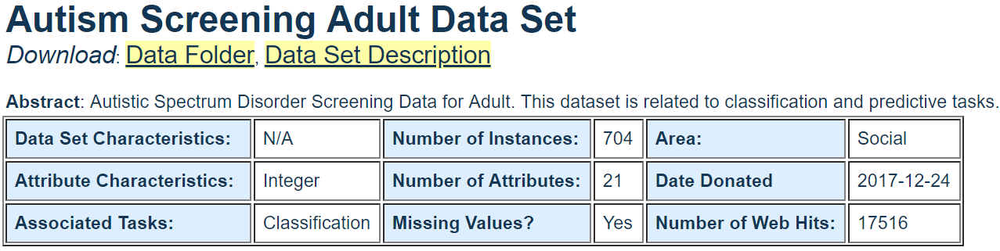 Autism Screening Adult Data Set
Download: Data Folder, Data Set Description
Abstract: Autistic Spectrum Disorder Screening Data for Adult. This dataset is related to classification and predictive tasks.
Data Set Characteristics: N/A Number of Instances: 704 Area: Social
Attribute Characteristics: Integer Number of Attributes: 21 Date Donated 2017-12-24
Associated Tasks: Classification Missing Values? Yes Number of Web Hits: 17516